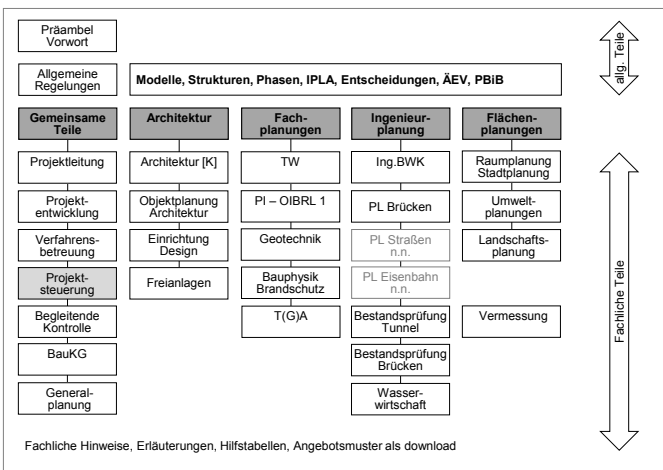 Präambel
Vorwort
Allgemeine
Regelungen
Modelle, Strukturen, Phasen, IPLA, Entscheidungen, ÄEV, PBiB
allg. Teile
Gemeinsame
Teile
Projektleitung
Projekt-
entwicklung
Verfahrens-
betreuung
Projekt-
steuerung
Begleitende
Kontrolle
BauKG
General-
planung
Architektur
Architektur [K]
Objektplanung
Architektur
Einrichtung
Design
Freianlagen
Fach-
planungen
TW
PI – OIBRL 1
Geotechnik
Bauphysik
Brandschutz
T(G)A
Ingenieur-
planung
Ing.BWK
PL Brücken
PL Straßen
n.n.
PL Eisenbahn
n.n.
Bestandsprüfung
Tunnel
Bestandsprüfung
Brücken
Wasser-
wirtschaft
Flächen-
planungen
Raumplanung
Stadtplanung
Umwelt-
planungen
Landschafts-
planung
Vermessung
Fachliche Teile
Fachliche Hinweise, Erläuterungen, Hilfstabellen, Angebotsmuster als download